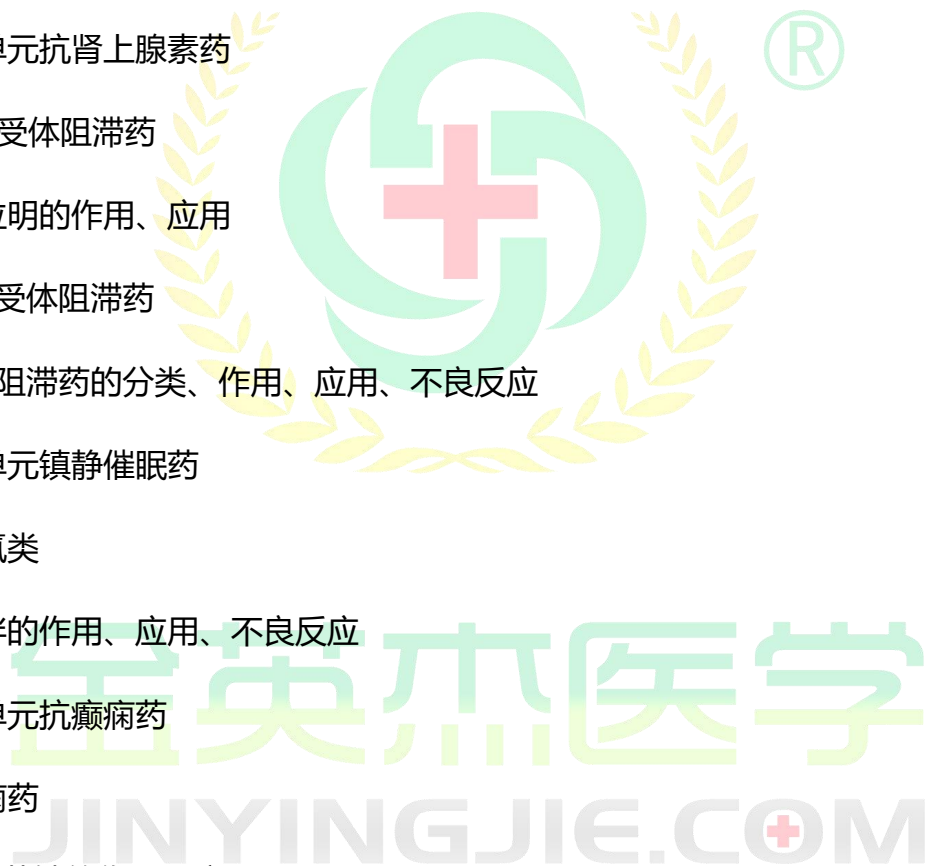 元抗肾上腺素药
受体阻滞药
明的作用、应用
受体阻滞药
阻滞药的分类、作用、应用、不良反应
元镇静催眠药
类
的作用、应用、不良反应
元抗癫痫药
药
金英杰医学
JINYINGJIE.COM
®